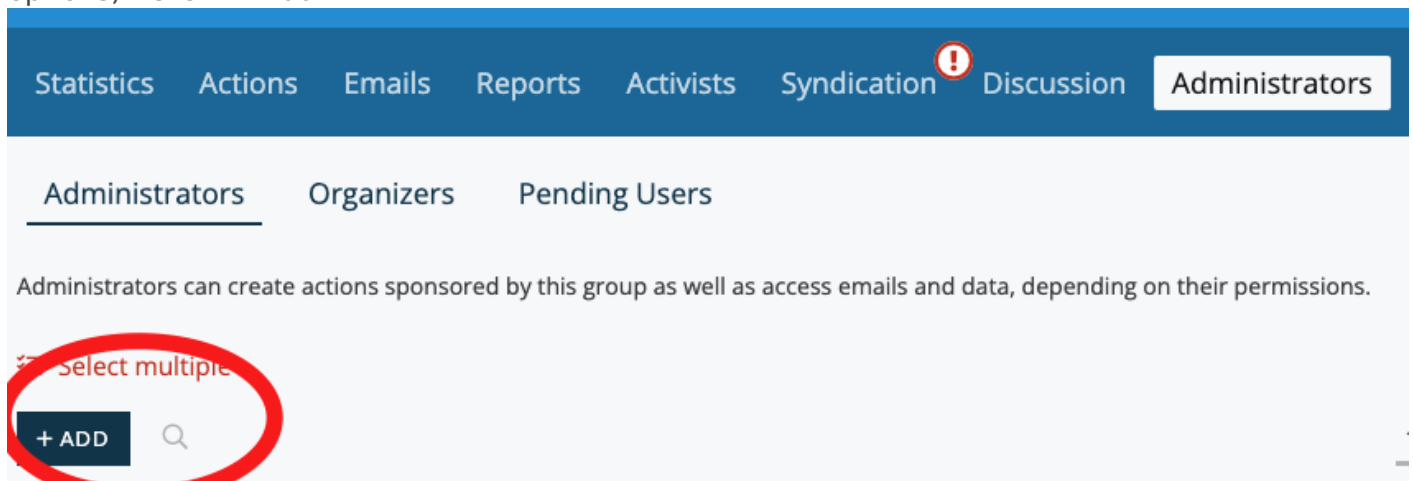 Statistics Actions Emails Reports Activists Syndication ! Discussion Administrators
Administrators Organizers Pending Users
Administrators can create actions sponsored by this group as well as access emails and data, depending on their permissions.
Select multiple
+ ADD